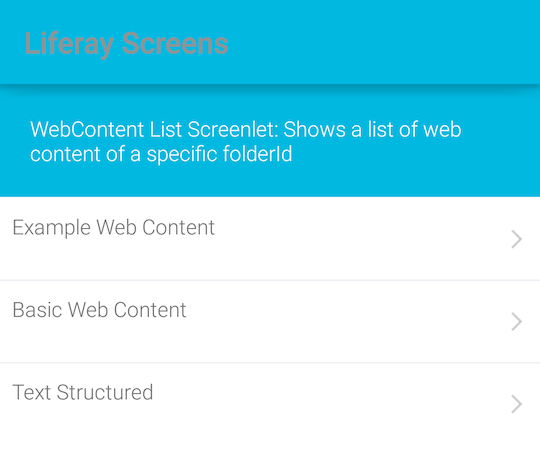 Liferay Screens
WebContent List Screenlet: Shows a list of web
content of a specific folderId
Example Web Content
Basic Web Content
Text Structured